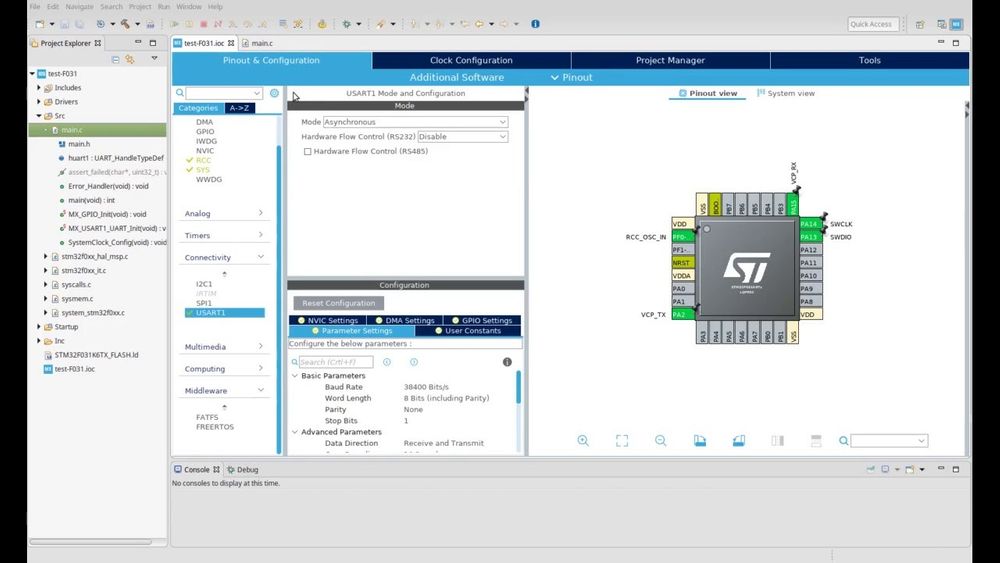 File Edit Navigate Search Project Run Window Help
Quick Access
Project Explorer
test-F031
Includes
Drivers
Src
main.c
main.h
huart1 : UART_HandleTypeDef
assert_failed(char*, uint32_t) : void
Error_Handler(void) : void
main(void) : int
MX_GPIO_Init(void) : void
MX_USART1_UART_Init(void) : void
SystemClock_Config(void) : void
stm32f0xx_hal_msp.c
stm32f0xx_it.c
syscalls.c
sysmem.c
system_stm32f0xx.c
Startup
Inc
STM32F031K6TX_FLASH.ld
test-F031.ioc
test-F031.ioc main.c
Pinout & Configuration Clock Configuration Project Manager Tools
Additional Software Pinout
Categories A->Z
DMA
GPIO
IWDG
NVIC
RCC
SYS
WWDG
Analog
Timers
Connectivity
I2C1
IRTIM
SPI1
USART1
Multimedia
Computing
Middleware
FATFS
FREERTOS
USART1 Mode and Configuration
Mode
Mode Asynchronous
Hardware Flow Control (RS232) Disable
Hardware Flow Control (RS485)
Configuration
Reset Configuration
NVIC Settings DMA Settings GPIO Settings
Parameter Settings User Constants
Configure the below parameters :
Search (Crtl+F)
Basic Parameters
Baud Rate 38400 Bits/s
Word Length 8 Bits (including Parity)
Parity None
Stop Bits 1
Advanced Parameters
Data Direction Receive and Transmit
Pinout view System view
VCP_RX
VSS BOO PB7 PB6 PB5 PB4 PB3 PA15
VDD PA14 SWCLK
RCC_OSC_IN PF0- PA13 SWDIO
PF1- PA12
NRST PA11
VDDA PA10
PA0 PA9
PA1 PA8
VCP_TX PA2 VDD
PA3 PA4 PA5 PA6 PA7 PB0 PB1 VSS
ST
Console Debug
No consoles to display at this time.